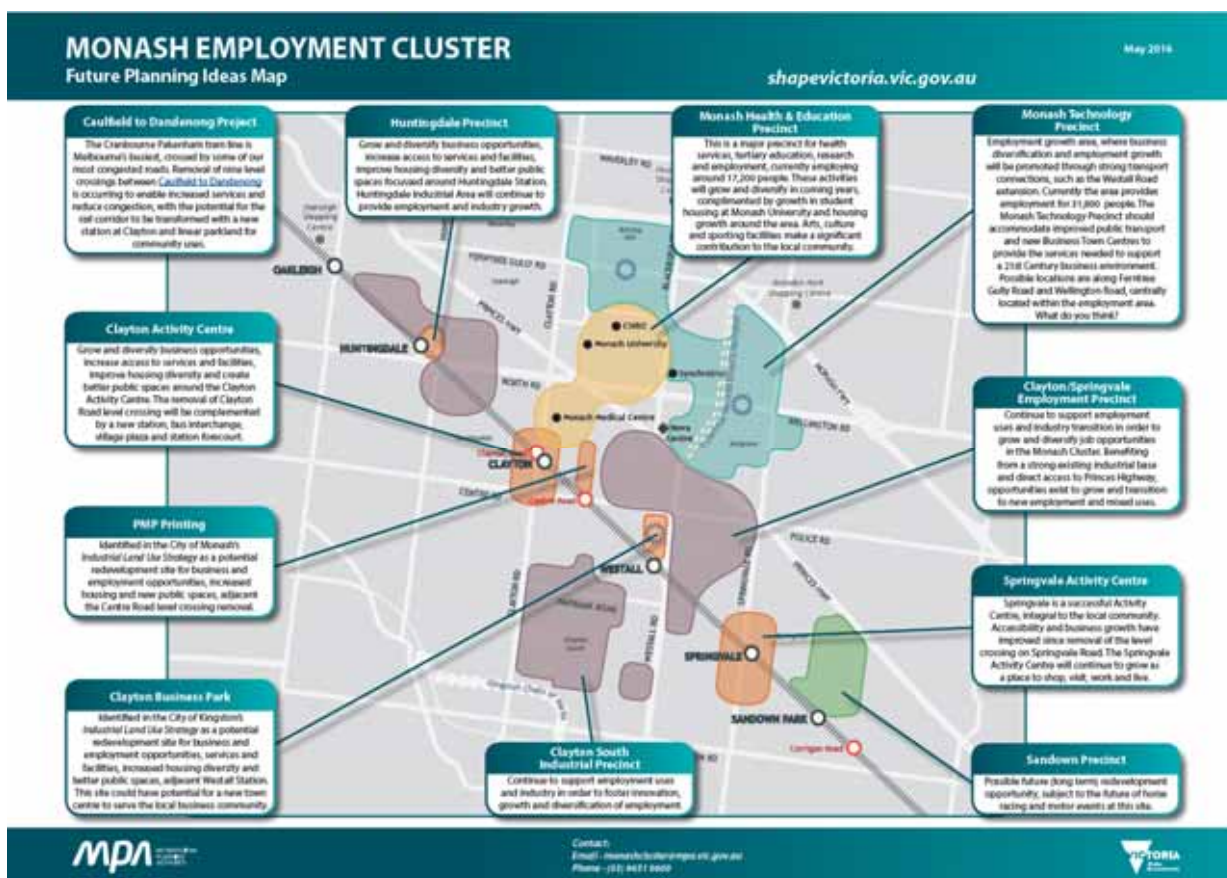 MONASH EMPLOYMENT CLUSTER
May 2016
Future Planning Ideas Map
shapevictoria.vic.gov.au
Caulfield to Dandenong Project
The Cranbourne Pakenham train line is
Melbourne's busiest, crossed by some of our
most congested roads. Removal of nine level
crossings between Caulfield to Dandenong
is occurring to enable increased services and
reduce congestion, with the potential for the
rail corridor to be transformed with a new
station at Clayton and linear parkland for
community uses.
Huntingdale Precinct
Grow and diversify business opportunities,
increase access to services and facilities,
improve housing diversity and better public
spaces focussed around Huntingdale Station.
Huntingdale Industrial Area will continue to
provide employment and industry growth.
Monash Health & Education
Precinct
This is a major precinct for health
services, tertiary education, research
and employment, currently employing
around 17,200 people. These activities
will grow and diversify in coming years,
complimented by growth in student
housing at Monash University and housing
growth around the area. Arts, culture
and sporting facilities make a significant
contribution to the local community.
Monash Technology
Precinct
Employment growth area, where business
diversification and employment growth
will be promoted through strong transport
connections, such as the Westall Road
extension. Currently the area provides
employment for 31,800 people. The
Monash Technology Precinct should
accommodate improved public transport
and new Business Town Centres to
provide the services needed to support
a 21st Century business environment.
Possible locations are along Ferntree
Gully Road and Wellington Road, centrally
located within the employment area.
What do you think?
Clayton Activity Centre
Grow and diversify business opportunities,
increase access to services and facilities,
improve housing diversity and create
better public spaces around the Clayton
Activity Centre. The removal of Clayton
Road level crossing will be complemented
by a new station, bus interchange,
village plaza and station forecourt.
Clayton/Springvale
Employment Precinct
Continue to support employment
uses and industry transition in order to
grow and diversify job opportunities
in the Monash Cluster. Benefiting
from a strong existing industrial base
and direct access to Princes Highway,
opportunities exist to grow and transition
to new employment and mixed uses.
PMP Printing
Identified in the City of Monash's
Industrial Land Use Strategy as a potential
redevelopment site for business and
employment opportunities, increased
housing and new public spaces, adjacent
the Centre Road level crossing removal.
Springvale Activity Centre
Springvale is a successful Activity
Centre, integral to the local community.
Accessibility and business growth have
improved since removal of the level
crossing on Springvale Road. The Springvale
Activity Centre will continue to grow as
a place to shop, visit, work and live.
Clayton Business Park
Identified in the City of Kingston's
Industrial Land Use Strategy as a potential
redevelopment site for business and
employment opportunities, services and
facilities, increased housing diversity and
better public spaces, adjacent Westall Station.
This site could have potential for a new town
centre to serve the local business community.
Clayton South
Industrial Precinct
Continue to support employment uses
and industry in order to foster innovation,
growth and diversification of employment.
Sandown Precinct
Possible future (long term) redevelopment
opportunity, subject to the future of horse
racing and motor events at this site.
WAVERLEY RD
OAKLEIGH
FERNTREE GULLY RD
PRINCES HWY
CLAYTON RD
Shopping Centre
CSIRO
Monash University
Synchrotron
HUNTINGDALE
NORTH RD
MONASH FWY
Monash Medical Centre
WELLINGTON RD
CLAYTON
CENTRE RD
Centre Road
POLICE RD
WESTALL
CLAYTON RD
WESTALL RD
SPRINGVALE RD
PRINCES HWY
SPRINGVALE
SANDOWN PARK
Corrigan Road
MPA
Contact:
Email - monashcluster@mpa.vic.gov.au
Phone - (03) 9651 9600
VICTORIA